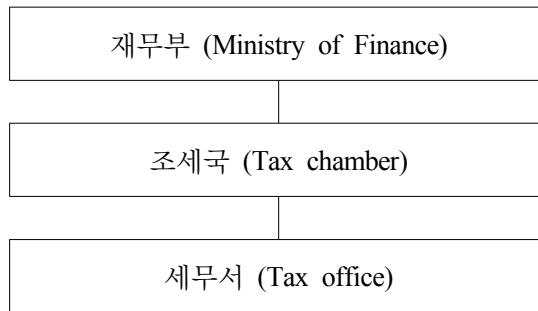 재무부 (Ministry of Finance)
조세국 (Tax chamber)
세무서 (Tax office)